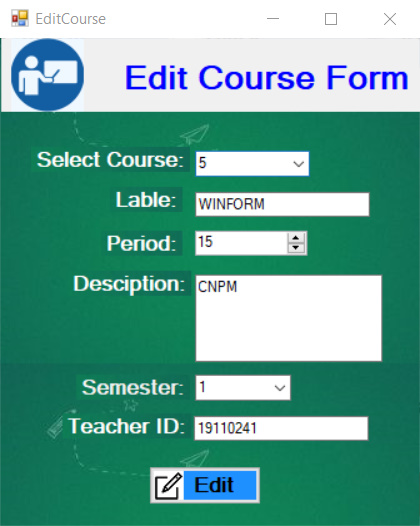 EditCourse
Edit Course Form
Select Course: 5
Lable: WINFORM
Period: 15
Desciption: CNPM
Semester: 1
Teacher ID: 19110241
Edit